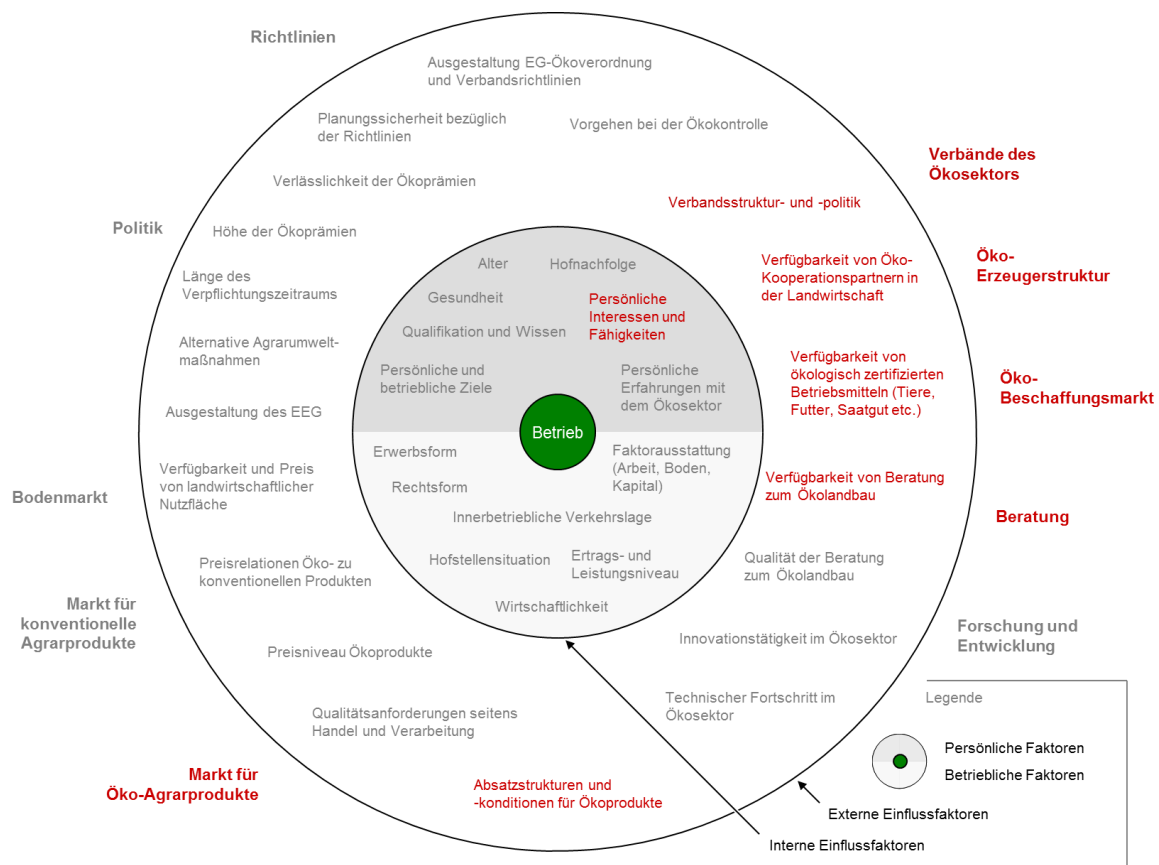 Richtlinien
Ausgestaltung EG-Ökoverordnung
und Verbandsrichtlinien
Planungssicherheit bezüglich
der Richtlinien
Vorgehen bei der Ökokontrolle
Verbände des
Ökosektors
Verlässlichkeit der Ökoprämien
Verbandsstruktur- und -politik
Politik
Höhe der Ökoprämien
Öko-
Erzeugerstruktur
Verfügbarkeit von Öko-
Kooperationspartnern in
der Landwirtschaft
Länge des
Verpflichtungszeitraums
Alter
Hofnachfolge
Gesundheit
Persönliche
Interessen und
Fähigkeiten
Qualifikation und Wissen
Alternative Agrarumwelt-
maßnahmen
Persönliche und
betriebliche Ziele
Persönliche
Erfahrungen mit
dem Ökosektor
Verfügbarkeit von
ökologisch zertifizierten
Betriebsmitteln (Tiere,
Futter, Saatgut etc.)
Öko-
Beschaffungsmarkt
Ausgestaltung des EEG
Betrieb
Erwerbsform
Faktorausstattung
(Arbeit, Boden,
Kapital)
Rechtsform
Verfügbarkeit und Preis
von landwirtschaftlicher
Nutzfläche
Bodenmarkt
Verfügbarkeit von Beratung
zum Ökolandbau
Beratung
Innerbetriebliche Verkehrslage
Hofstellensituation
Ertrags- und
Leistungsniveau
Qualität der Beratung
zum Ökolandbau
Preisrelationen Öko- zu
konventionellen Produkten
Wirtschaftlichkeit
Markt für
konventionelle
Agrarprodukte
Preisniveau Ökoprodukte
Innovationstätigkeit im Ökosektor
Forschung und
Entwicklung
Technischer Fortschritt im
Ökosektor
Qualitätsanforderungen seitens
Handel und Verarbeitung
Markt für
Öko-Agrarprodukte
Absatzstrukturen und
-konditionen für Ökoprodukte
Legende
Persönliche Faktoren
Betriebliche Faktoren
Externe Einflussfaktoren
Interne Einflussfaktoren